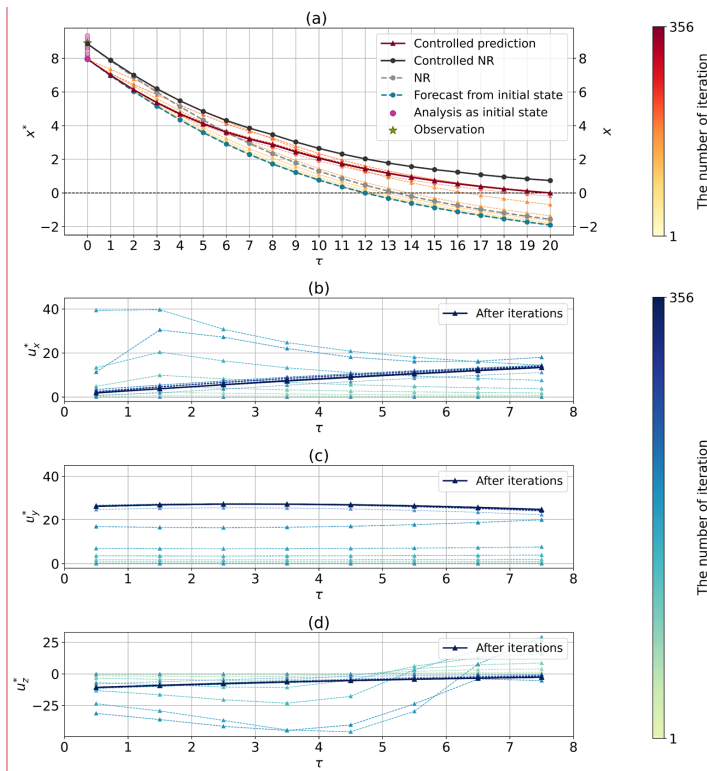 (a)
Controlled prediction
Controlled NR
NR
Forecast from initial state
Analysis as initial state
Observation
8
6
4
2
0
−2
x*
8
6
4
2
0
−2
x
0 1 2 3 4 5 6 7 8 9 10 11 12 13 14 15 16 17 18 19 20
τ
356
1
The number of iteration
(b)
After iterations
40
20
0
u*x
0 1 2 3 4 5 6 7 8
τ
(c)
After iterations
40
20
0
u*y
0 1 2 3 4 5 6 7 8
τ
(d)
After iterations
25
0
−25
u*z
0 1 2 3 4 5 6 7 8
τ
356
1
The number of iteration